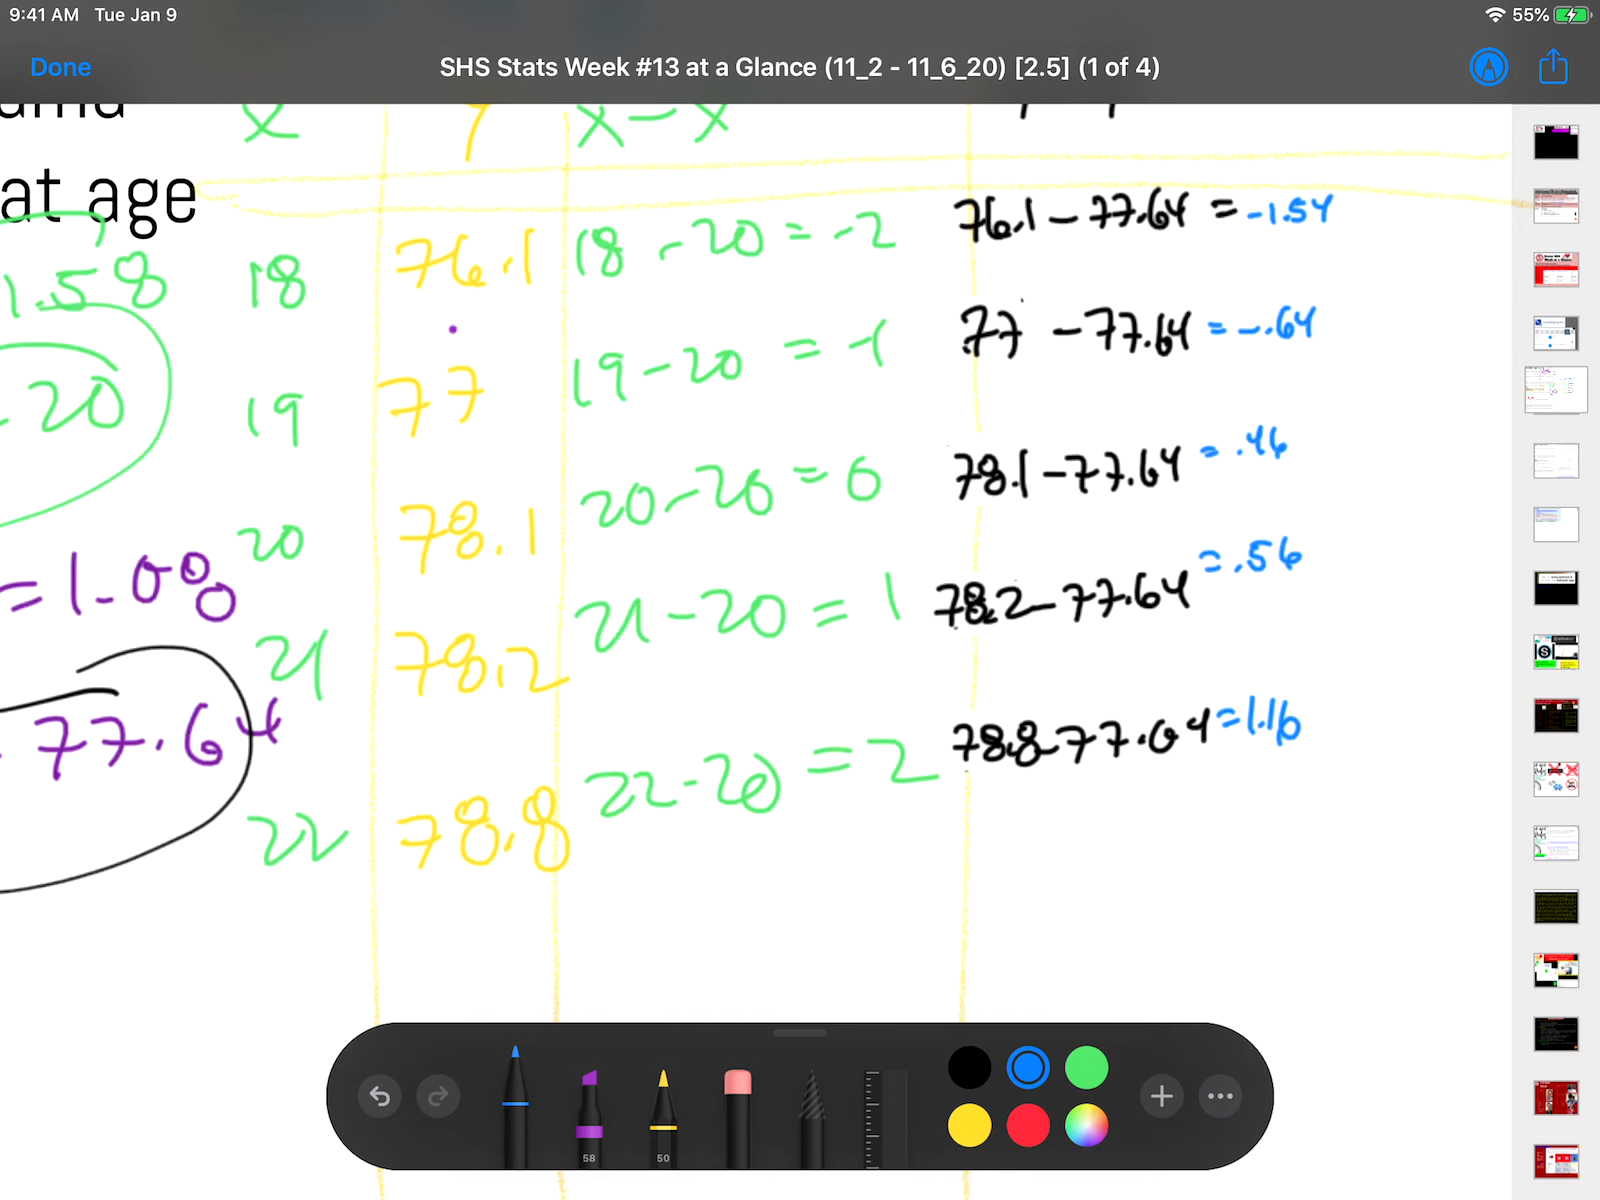 9:41 AM Tue Jan 9 55%
Done SHS Stats Week #13 at a Glance (11_2 - 11_6_20) [2.5] (1 of 4)
x y x - x
at age
76.1 - 77.64 = -1.54
1.58 18 76.1 18 - 20 = -2
77 - 77.64 = -.64
20 19 77 19 - 20 = -1
78.1 - 77.64 = .46
20 78.1 20 - 20 = 0
= 1.08
78.2 - 77.64 = .56
21 78.2 21 - 20 = 1
77.64
78.8 - 77.64 = 1.16
22 78.8 22 - 20 = 2
58 50